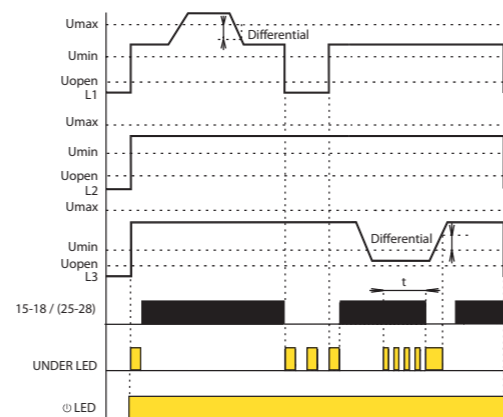 Umax
Differential
Umin
Uopen
L1
Umax
Umin
Uopen
L2
Umax
Differential
Umin
Uopen
L3
t
15-18 / (25-28)
UNDER LED
⏻ LED